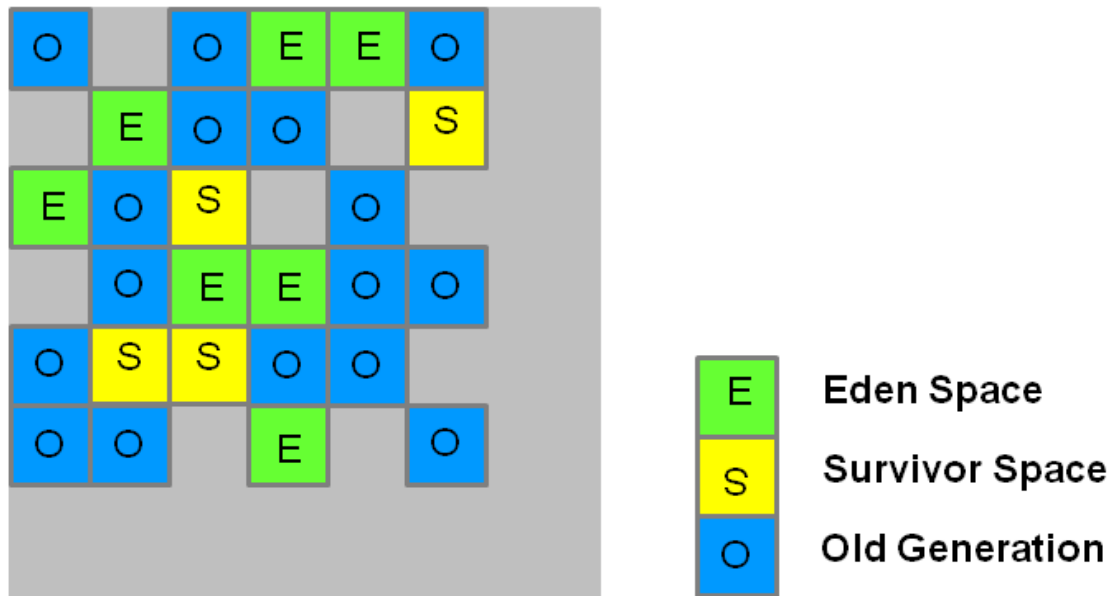 O O E E O
E O O S
E O S O
O E E O O
O S S O O
O O E O
E Eden Space
S Survivor Space
O Old Generation